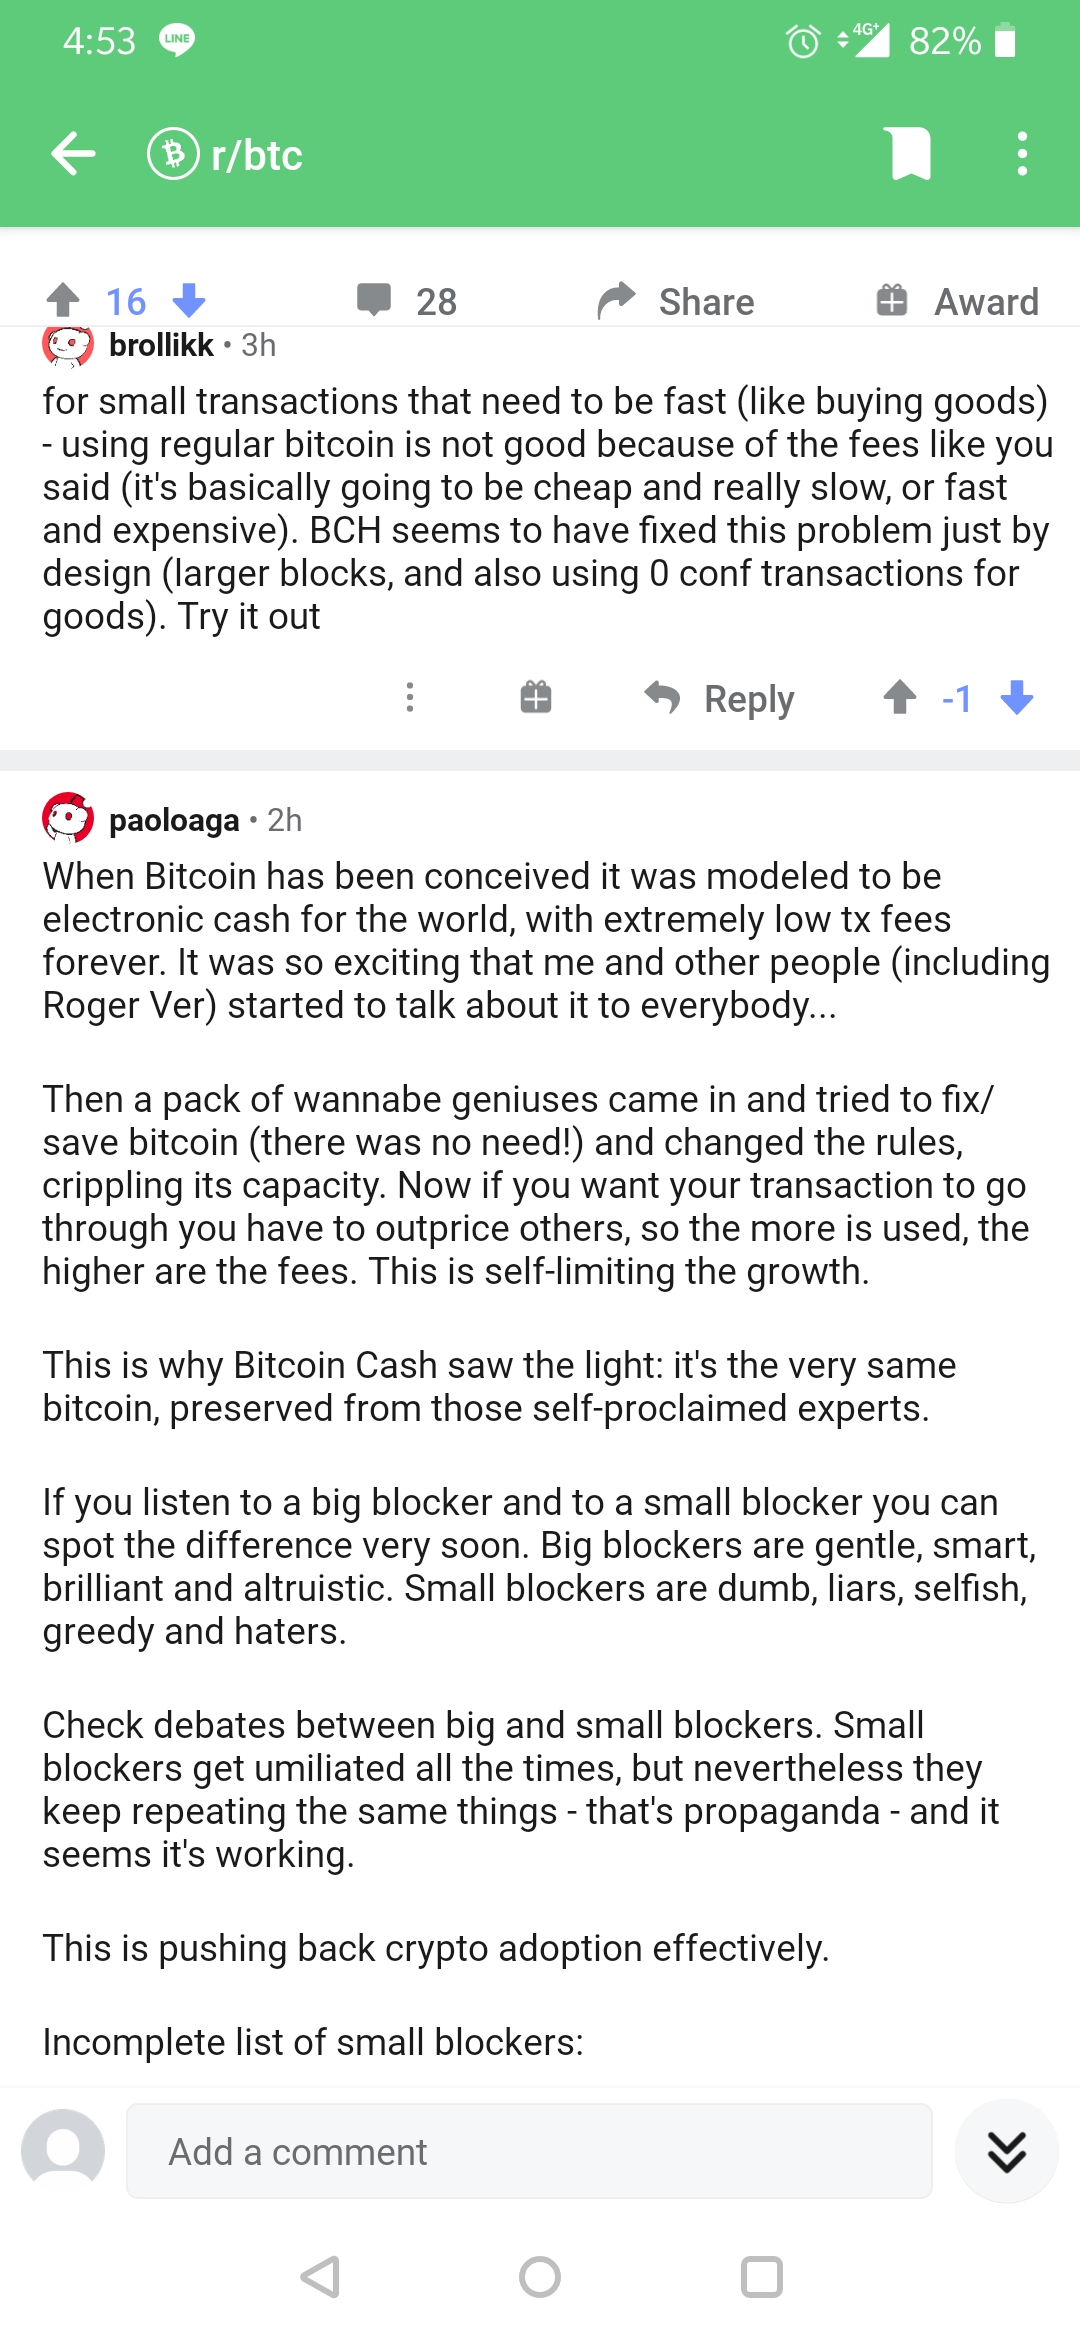 4:53 LINE 4G+ 82%
r/btc
16 28 Share Award
brollikk • 3h
for small transactions that need to be fast (like buying goods)
- using regular bitcoin is not good because of the fees like you
said (it's basically going to be cheap and really slow, or fast
and expensive). BCH seems to have fixed this problem just by
design (larger blocks, and also using 0 conf transactions for
goods). Try it out
Reply -1
paoloaga • 2h
When Bitcoin has been conceived it was modeled to be
electronic cash for the world, with extremely low tx fees
forever. It was so exciting that me and other people (including
Roger Ver) started to talk about it to everybody...
Then a pack of wannabe geniuses came in and tried to fix/
save bitcoin (there was no need!) and changed the rules,
crippling its capacity. Now if you want your transaction to go
through you have to outprice others, so the more is used, the
higher are the fees. This is self-limiting the growth.
This is why Bitcoin Cash saw the light: it's the very same
bitcoin, preserved from those self-proclaimed experts.
If you listen to a big blocker and to a small blocker you can
spot the difference very soon. Big blockers are gentle, smart,
brilliant and altruistic. Small blockers are dumb, liars, selfish,
greedy and haters.
Check debates between big and small blockers. Small
blockers get umiliated all the times, but nevertheless they
keep repeating the same things - that's propaganda - and it
seems it's working.
This is pushing back crypto adoption effectively.
Incomplete list of small blockers:
Add a comment